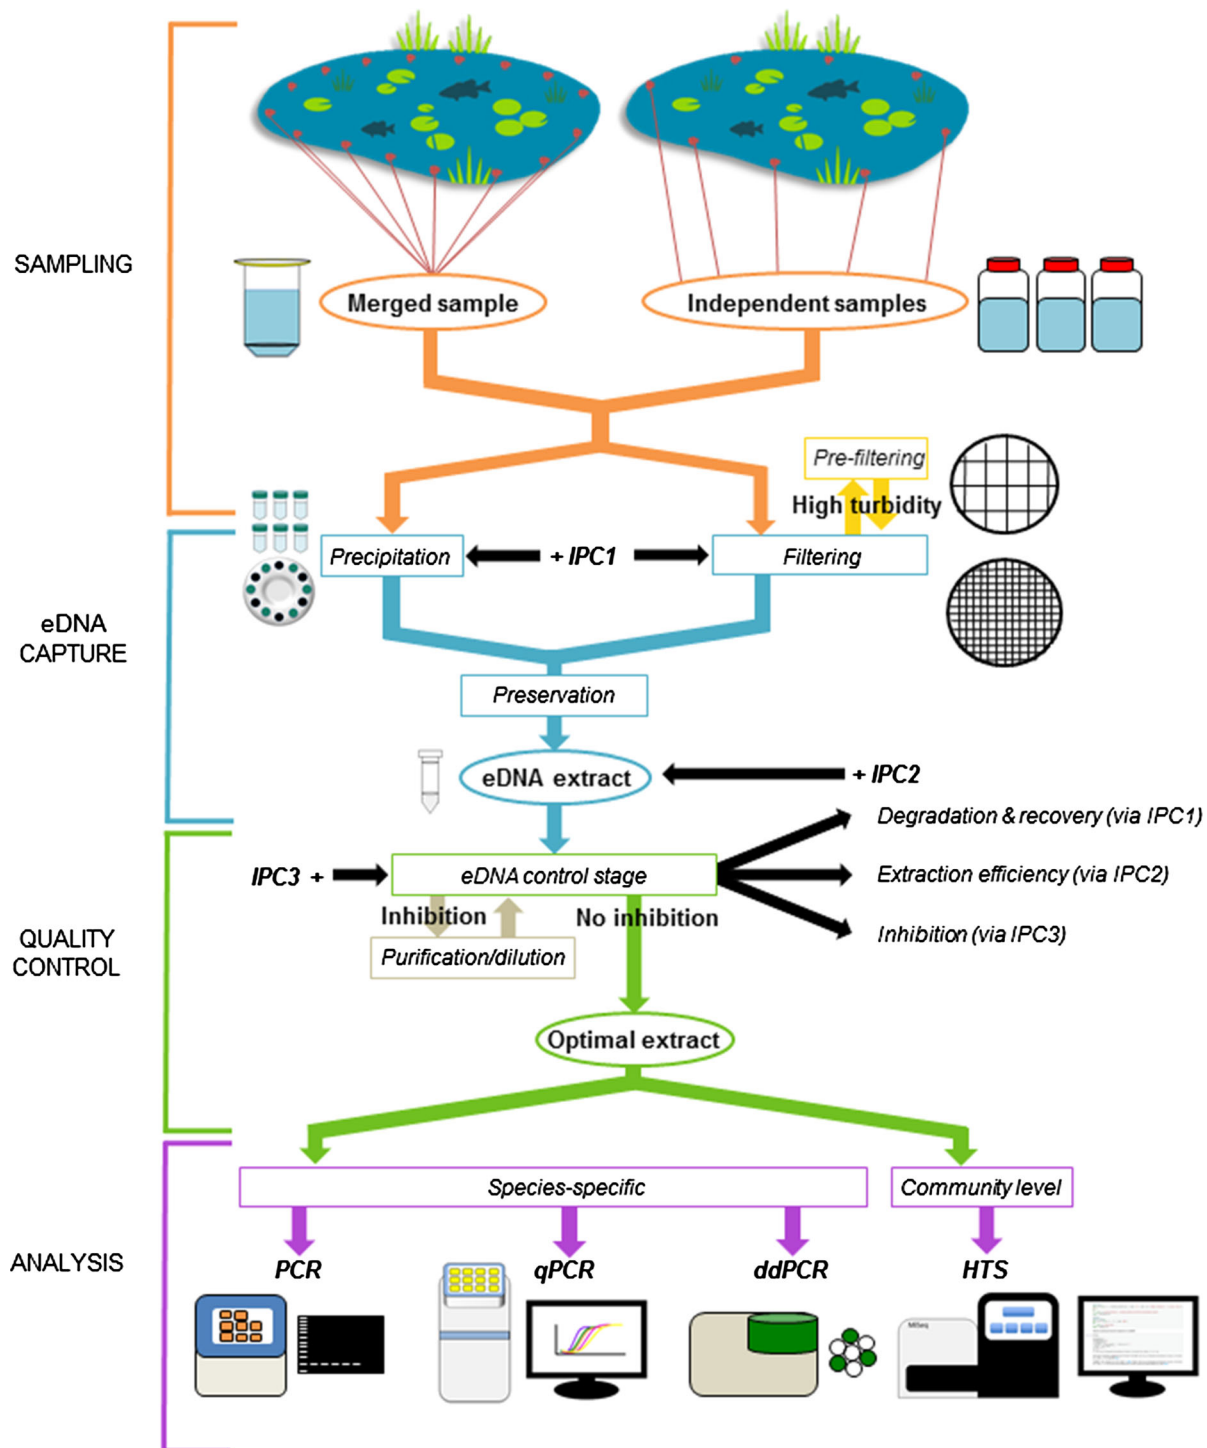 SAMPLING
Merged sample
Independent samples
Pre-filtering
High turbidity
eDNA
CAPTURE
Precipitation
+ IPC1
Filtering
Preservation
eDNA extract
+ IPC2
QUALITY
CONTROL
IPC3 +
eDNA control stage
Degradation & recovery (via IPC1)
Extraction efficiency (via IPC2)
Inhibition (via IPC3)
Inhibition
No inhibition
Purification/dilution
Optimal extract
ANALYSIS
Species-specific
Community level
PCR
qPCR
ddPCR
HTS
MiSeq